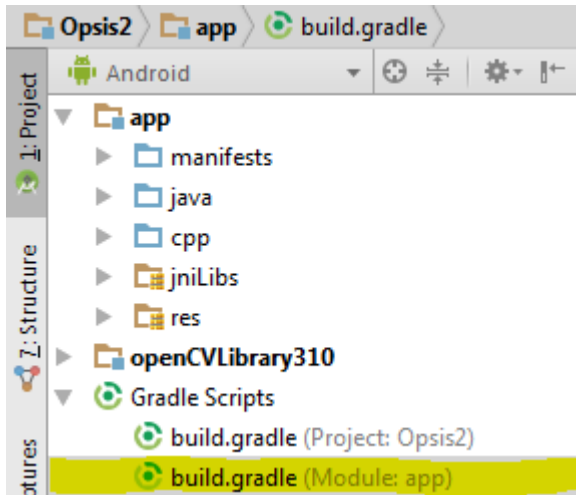 Opsis2 app build.gradle
Android
app
manifests
java
cpp
jniLibs
res
openCVLibrary310
Gradle Scripts
build.gradle (Project: Opsis2)
build.gradle (Module: app)
1: Project
7: Structure
ptures